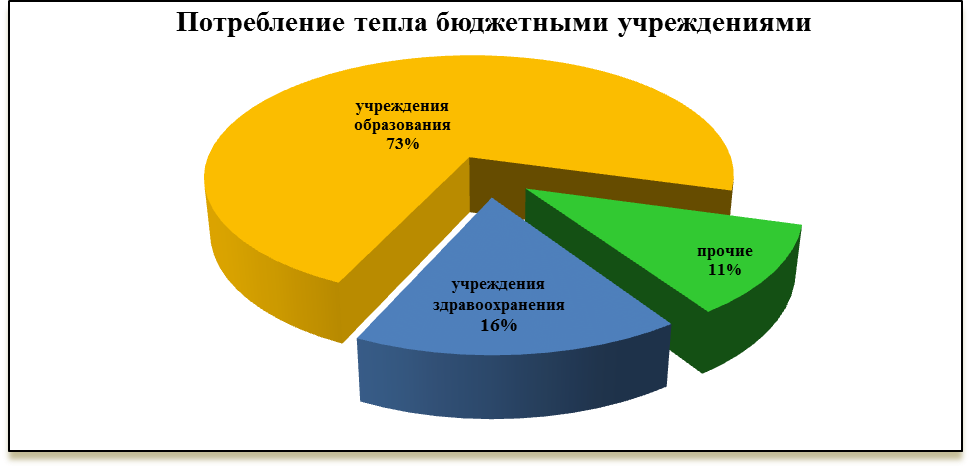 Потребление тепла бюджетными учреждениями
учреждения
образования
73%
прочие
11%
учреждения
здравоохранения
16%